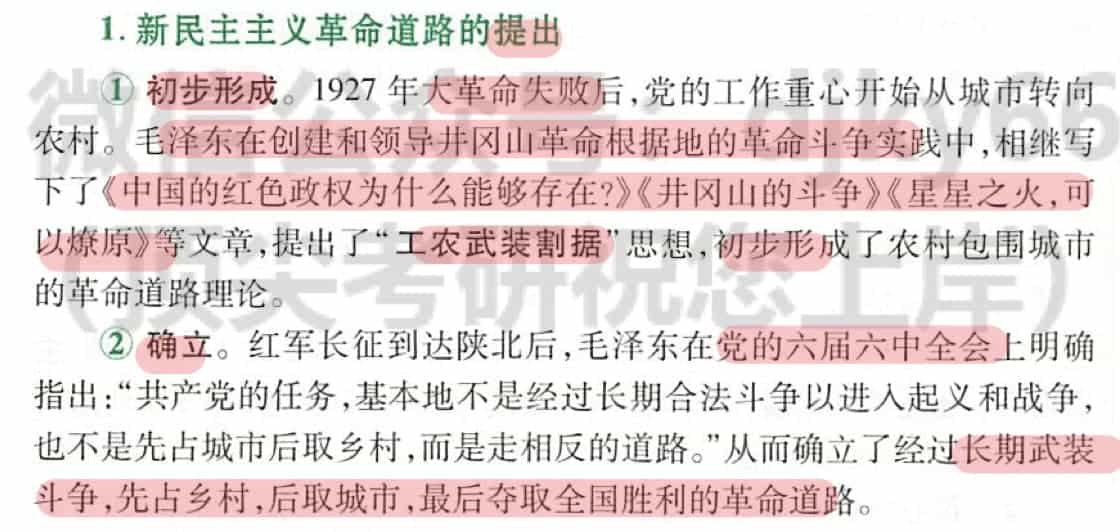 1. 新民主主义革命道路的提出
① 初步形成。1927 年大革命失败后,党的工作重心开始从城市转向
农村。毛泽东在创建和领导井冈山革命根据地的革命斗争实践中,相继写
下了《中国的红色政权为什么能够存在?》《井冈山的斗争》《星星之火,可
以燎原》等文章,提出了“工农武装割据”思想,初步形成了农村包围城市
的革命道路理论。
② 确立。红军长征到达陕北后,毛泽东在党的六届六中全会上明确
指出:“共产党的任务,基本地不是经过长期合法斗争以进入起义和战争,
也不是先占城市后取乡村,而是走相反的道路。”从而确立了经过长期武装
斗争,先占乡村,后取城市,最后夺取全国胜利的革命道路。
微信公众号:djky66
(顶尖考研祝您上岸)